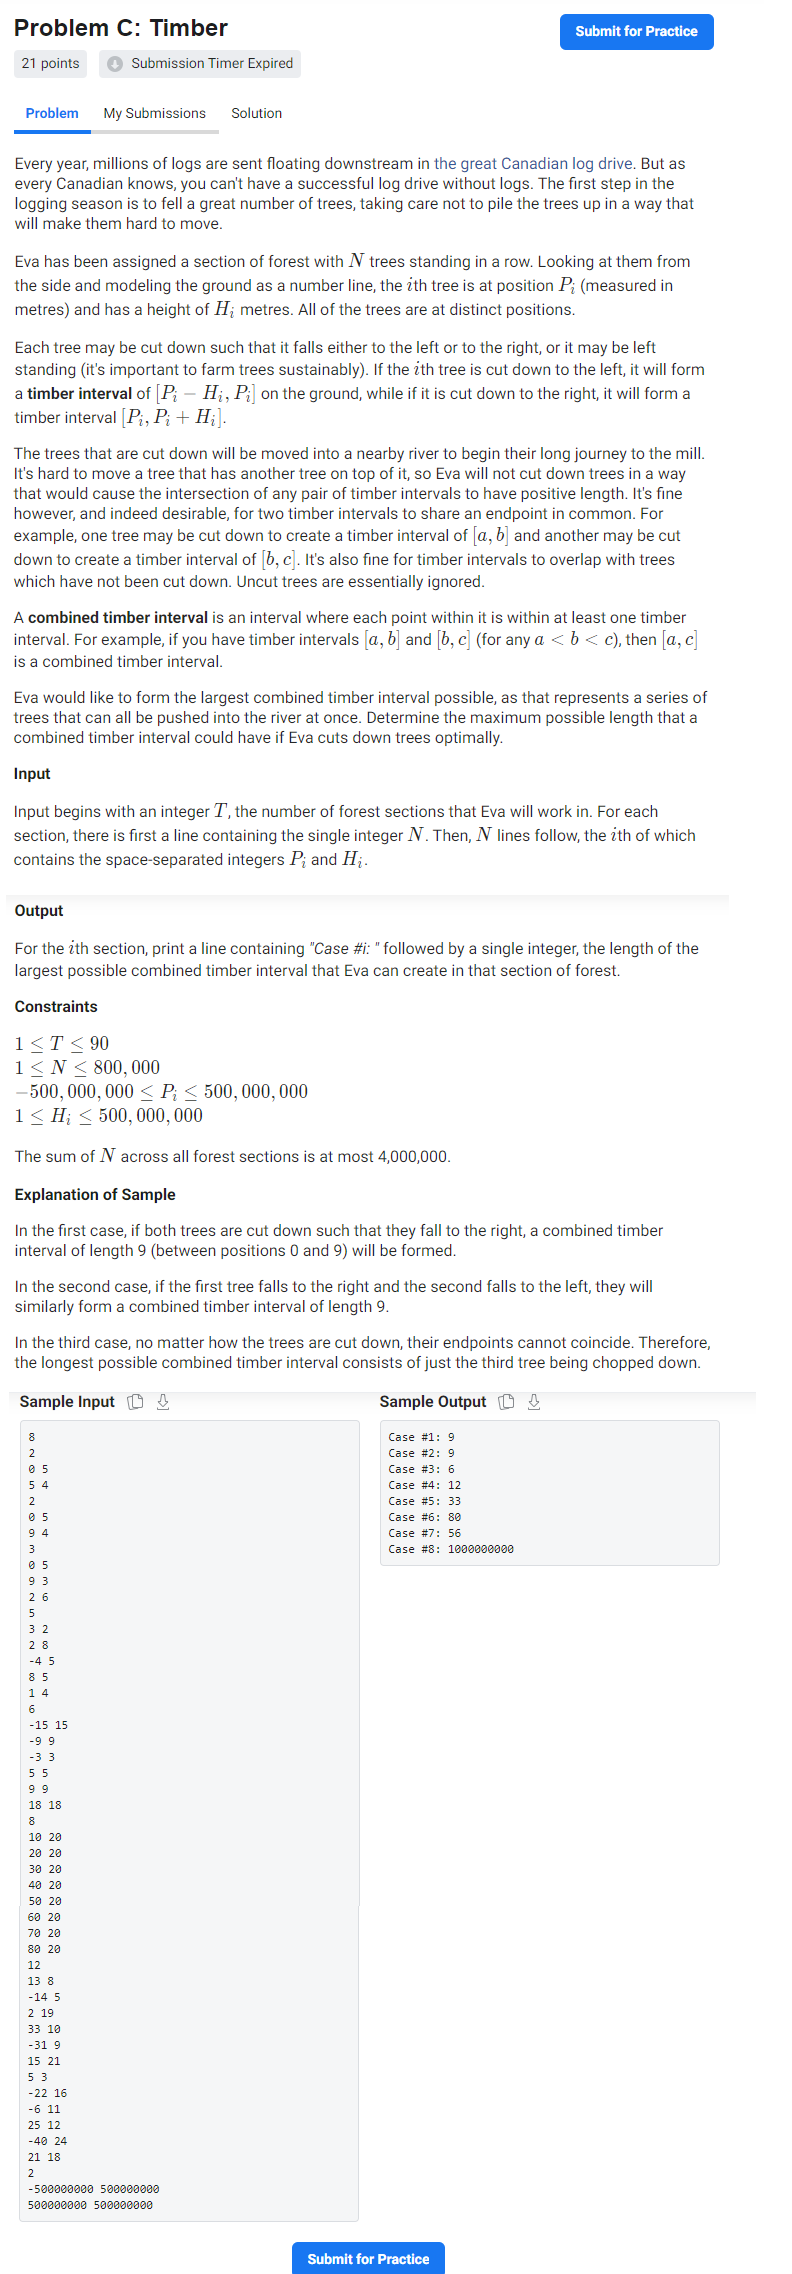 Problem C: Timber
Submit for Practice
21 points
Submission Timer Expired
Problem My Submissions Solution
Every year, millions of logs are sent floating downstream in the great Canadian log drive. But as
every Canadian knows, you can't have a successful log drive without logs. The first step in the
logging season is to fell a great number of trees, taking care not to pile the trees up in a way that
will make them hard to move.
Eva has been assigned a section of forest with N trees standing in a row. Looking at them from
the side and modeling the ground as a number line, the ith tree is at position P_i (measured in
metres) and has a height of H_i metres. All of the trees are at distinct positions.
Each tree may be cut down such that it falls either to the left or to the right, or it may be left
standing (it's important to farm trees sustainably). If the ith tree is cut down to the left, it will form
a timber interval of [P_i − H_i, P_i] on the ground, while if it is cut down to the right, it will form a
timber interval [P_i, P_i + H_i].
The trees that are cut down will be moved into a nearby river to begin their long journey to the mill.
It's hard to move a tree that has another tree on top of it, so Eva will not cut down trees in a way
that would cause the intersection of any pair of timber intervals to have positive length. It's fine
however, and indeed desirable, for two timber intervals to share an endpoint in common. For
example, one tree may be cut down to create a timber interval of [a, b] and another may be cut
down to create a timber interval of [b, c]. It's also fine for timber intervals to overlap with trees
which have not been cut down. Uncut trees are essentially ignored.
A combined timber interval is an interval where each point within it is within at least one timber
interval. For example, if you have timber intervals [a, b] and [b, c] (for any a < b < c), then [a, c]
is a combined timber interval.
Eva would like to form the largest combined timber interval possible, as that represents a series of
trees that can all be pushed into the river at once. Determine the maximum possible length that a
combined timber interval could have if Eva cuts down trees optimally.
Input
Input begins with an integer T, the number of forest sections that Eva will work in. For each
section, there is first a line containing the single integer N. Then, N lines follow, the ith of which
contains the space-separated integers P_i and H_i.
Output
For the ith section, print a line containing "Case #i: " followed by a single integer, the length of the
largest possible combined timber interval that Eva can create in that section of forest.
Constraints
1 ≤ T ≤ 90
1 ≤ N ≤ 800, 000
−500, 000, 000 ≤ P_i ≤ 500, 000, 000
1 ≤ H_i ≤ 500, 000, 000
The sum of N across all forest sections is at most 4,000,000.
Explanation of Sample
In the first case, if both trees are cut down such that they fall to the right, a combined timber
interval of length 9 (between positions 0 and 9) will be formed.
In the second case, if the first tree falls to the right and the second falls to the left, they will
similarly form a combined timber interval of length 9.
In the third case, no matter how the trees are cut down, their endpoints cannot coincide. Therefore,
the longest possible combined timber interval consists of just the third tree being chopped down.
Sample Input
8
2
0 5
5 4
2
0 5
9 4
3
0 5
9 3
2 6
5
3 2
2 8
-4 5
8 5
1 4
6
-15 15
-9 9
-3 3
5 5
9 9
18 18
8
10 20
20 20
30 20
40 20
50 20
60 20
70 20
80 20
12
13 8
-14 5
2 19
33 10
-31 9
15 21
5 3
-22 16
-6 11
25 12
-40 24
21 18
2
-500000000 500000000
500000000 500000000
Sample Output
Case #1: 9
Case #2: 9
Case #3: 6
Case #4: 12
Case #5: 33
Case #6: 80
Case #7: 56
Case #8: 1000000000
Submit for Practice